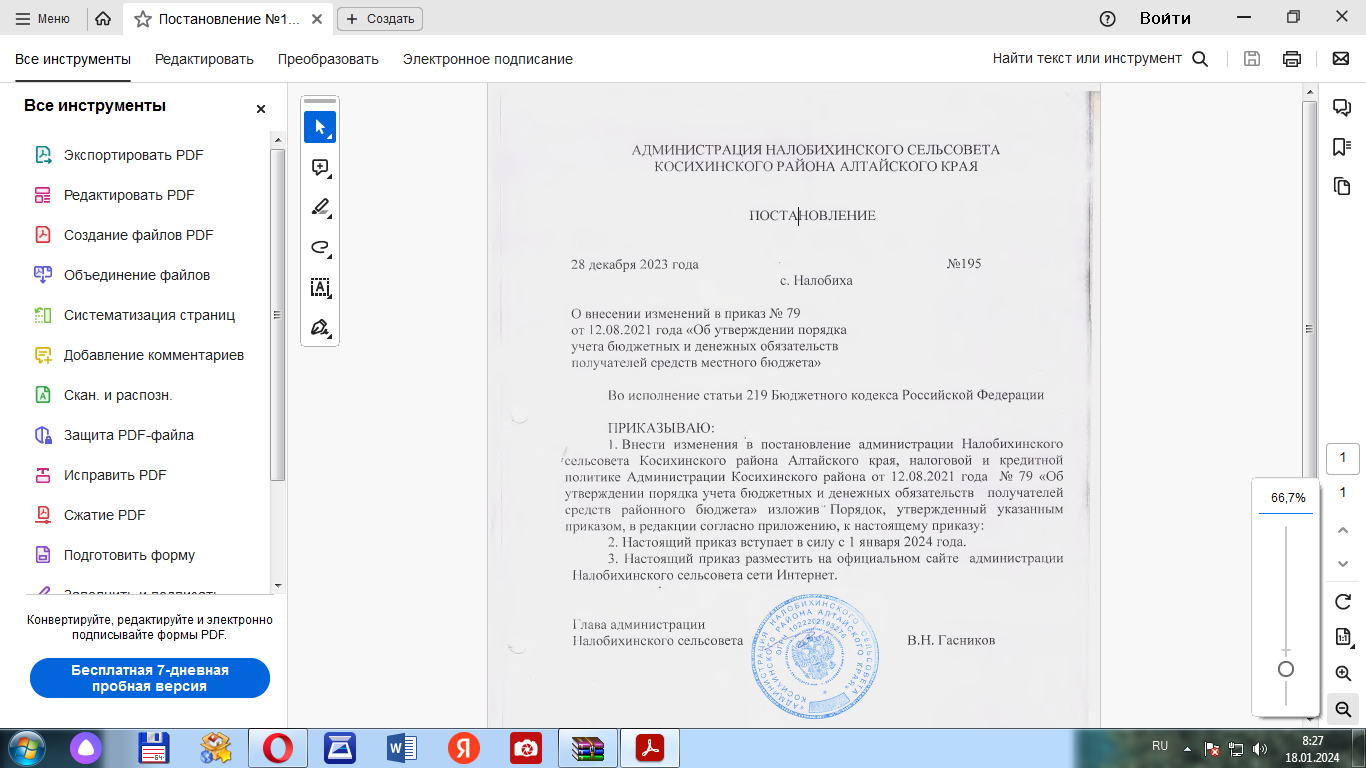 Меню
Постановление №1...
Создать
Войти
Все инструменты
Редактировать
Преобразовать
Электронное подписание
Найти текст или инструмент
Все инструменты
Экспортировать PDF
Редактировать PDF
Создание файлов PDF
Объединение файлов
Систематизация страниц
Добавление комментариев
Скан. и распозн.
Защита PDF-файла
Исправить PDF
Сжатие PDF
Подготовить форму
Заполнить и подписать
Конвертируйте, редактируйте и электронно
подписывайте формы PDF.
Бесплатная 7-дневная
пробная версия
АДМИНИСТРАЦИЯ НАЛОБИХИНСКОГО СЕЛЬСОВЕТА
КОСИХИНСКОГО РАЙОНА АЛТАЙСКОГО КРАЯ
ПОСТАНОВЛЕНИЕ
28 декабря 2023 года №195
с. Налобиха
О внесении изменений в приказ № 79
от 12.08.2021 года «Об утверждении порядка
учета бюджетных и денежных обязательств
получателей средств местного бюджета»
Во исполнение статьи 219 Бюджетного кодекса Российской Федерации
ПРИКАЗЫВАЮ:
1. Внести изменения в постановление администрации Налобихинского
сельсовета Косихинского района Алтайского края, налоговой и кредитной
политике Администрации Косихинского района от 12.08.2021 года № 79 «Об
утверждении порядка учета бюджетных и денежных обязательств получателей
средств районного бюджета» изложив Порядок, утвержденный указанным
приказом, в редакции согласно приложению, к настоящему приказу:
2. Настоящий приказ вступает в силу с 1 января 2024 года.
3. Настоящий приказ разместить на официальном сайте администрации
Налобихинского сельсовета сети Интернет.
Глава администрации
Налобихинского сельсовета В.Н. Гасников
1
1
66,7%
1:1
RU
8:27
18.01.2024